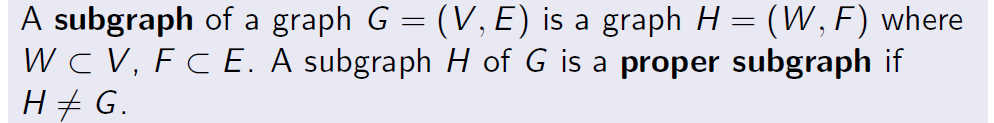 A subgraph of a graph G = (V, E) is a graph H = (W, F) where
W ⊂ V, F ⊂ E. A subgraph H of G is a proper subgraph if
H ≠ G.